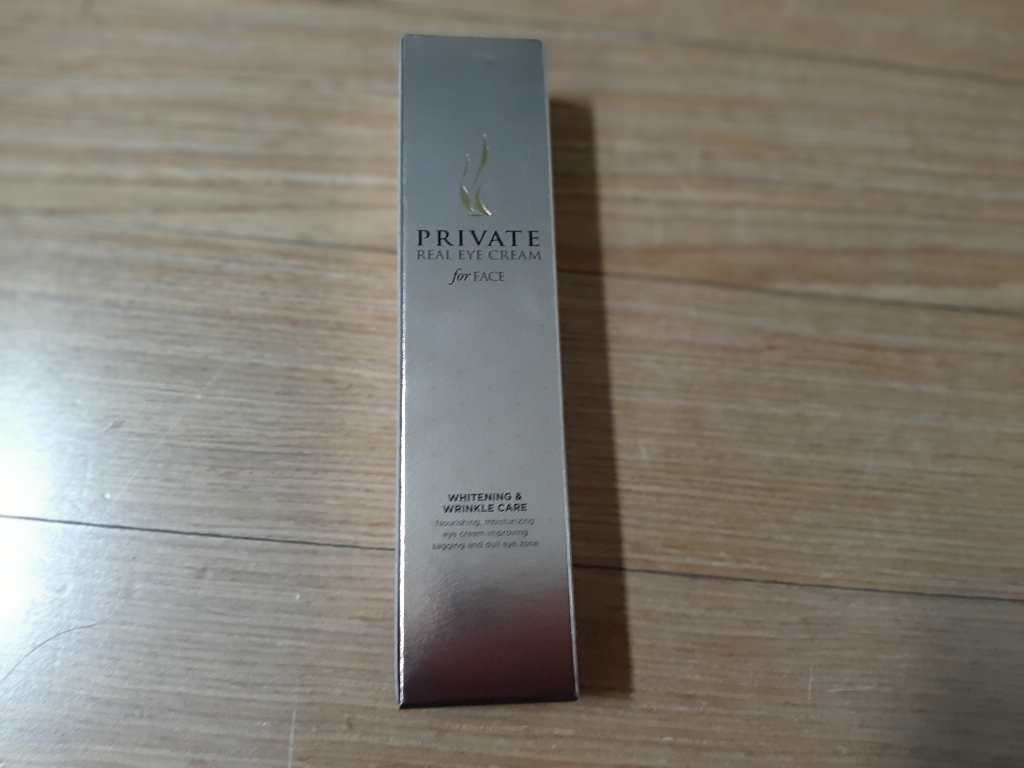 PRIVATE
REAL EYE CREAM
for FACE
WHITENING &
WRINKLE CARE
Nourishing, moisturizing
eye cream improving
sagging and dull eye zone